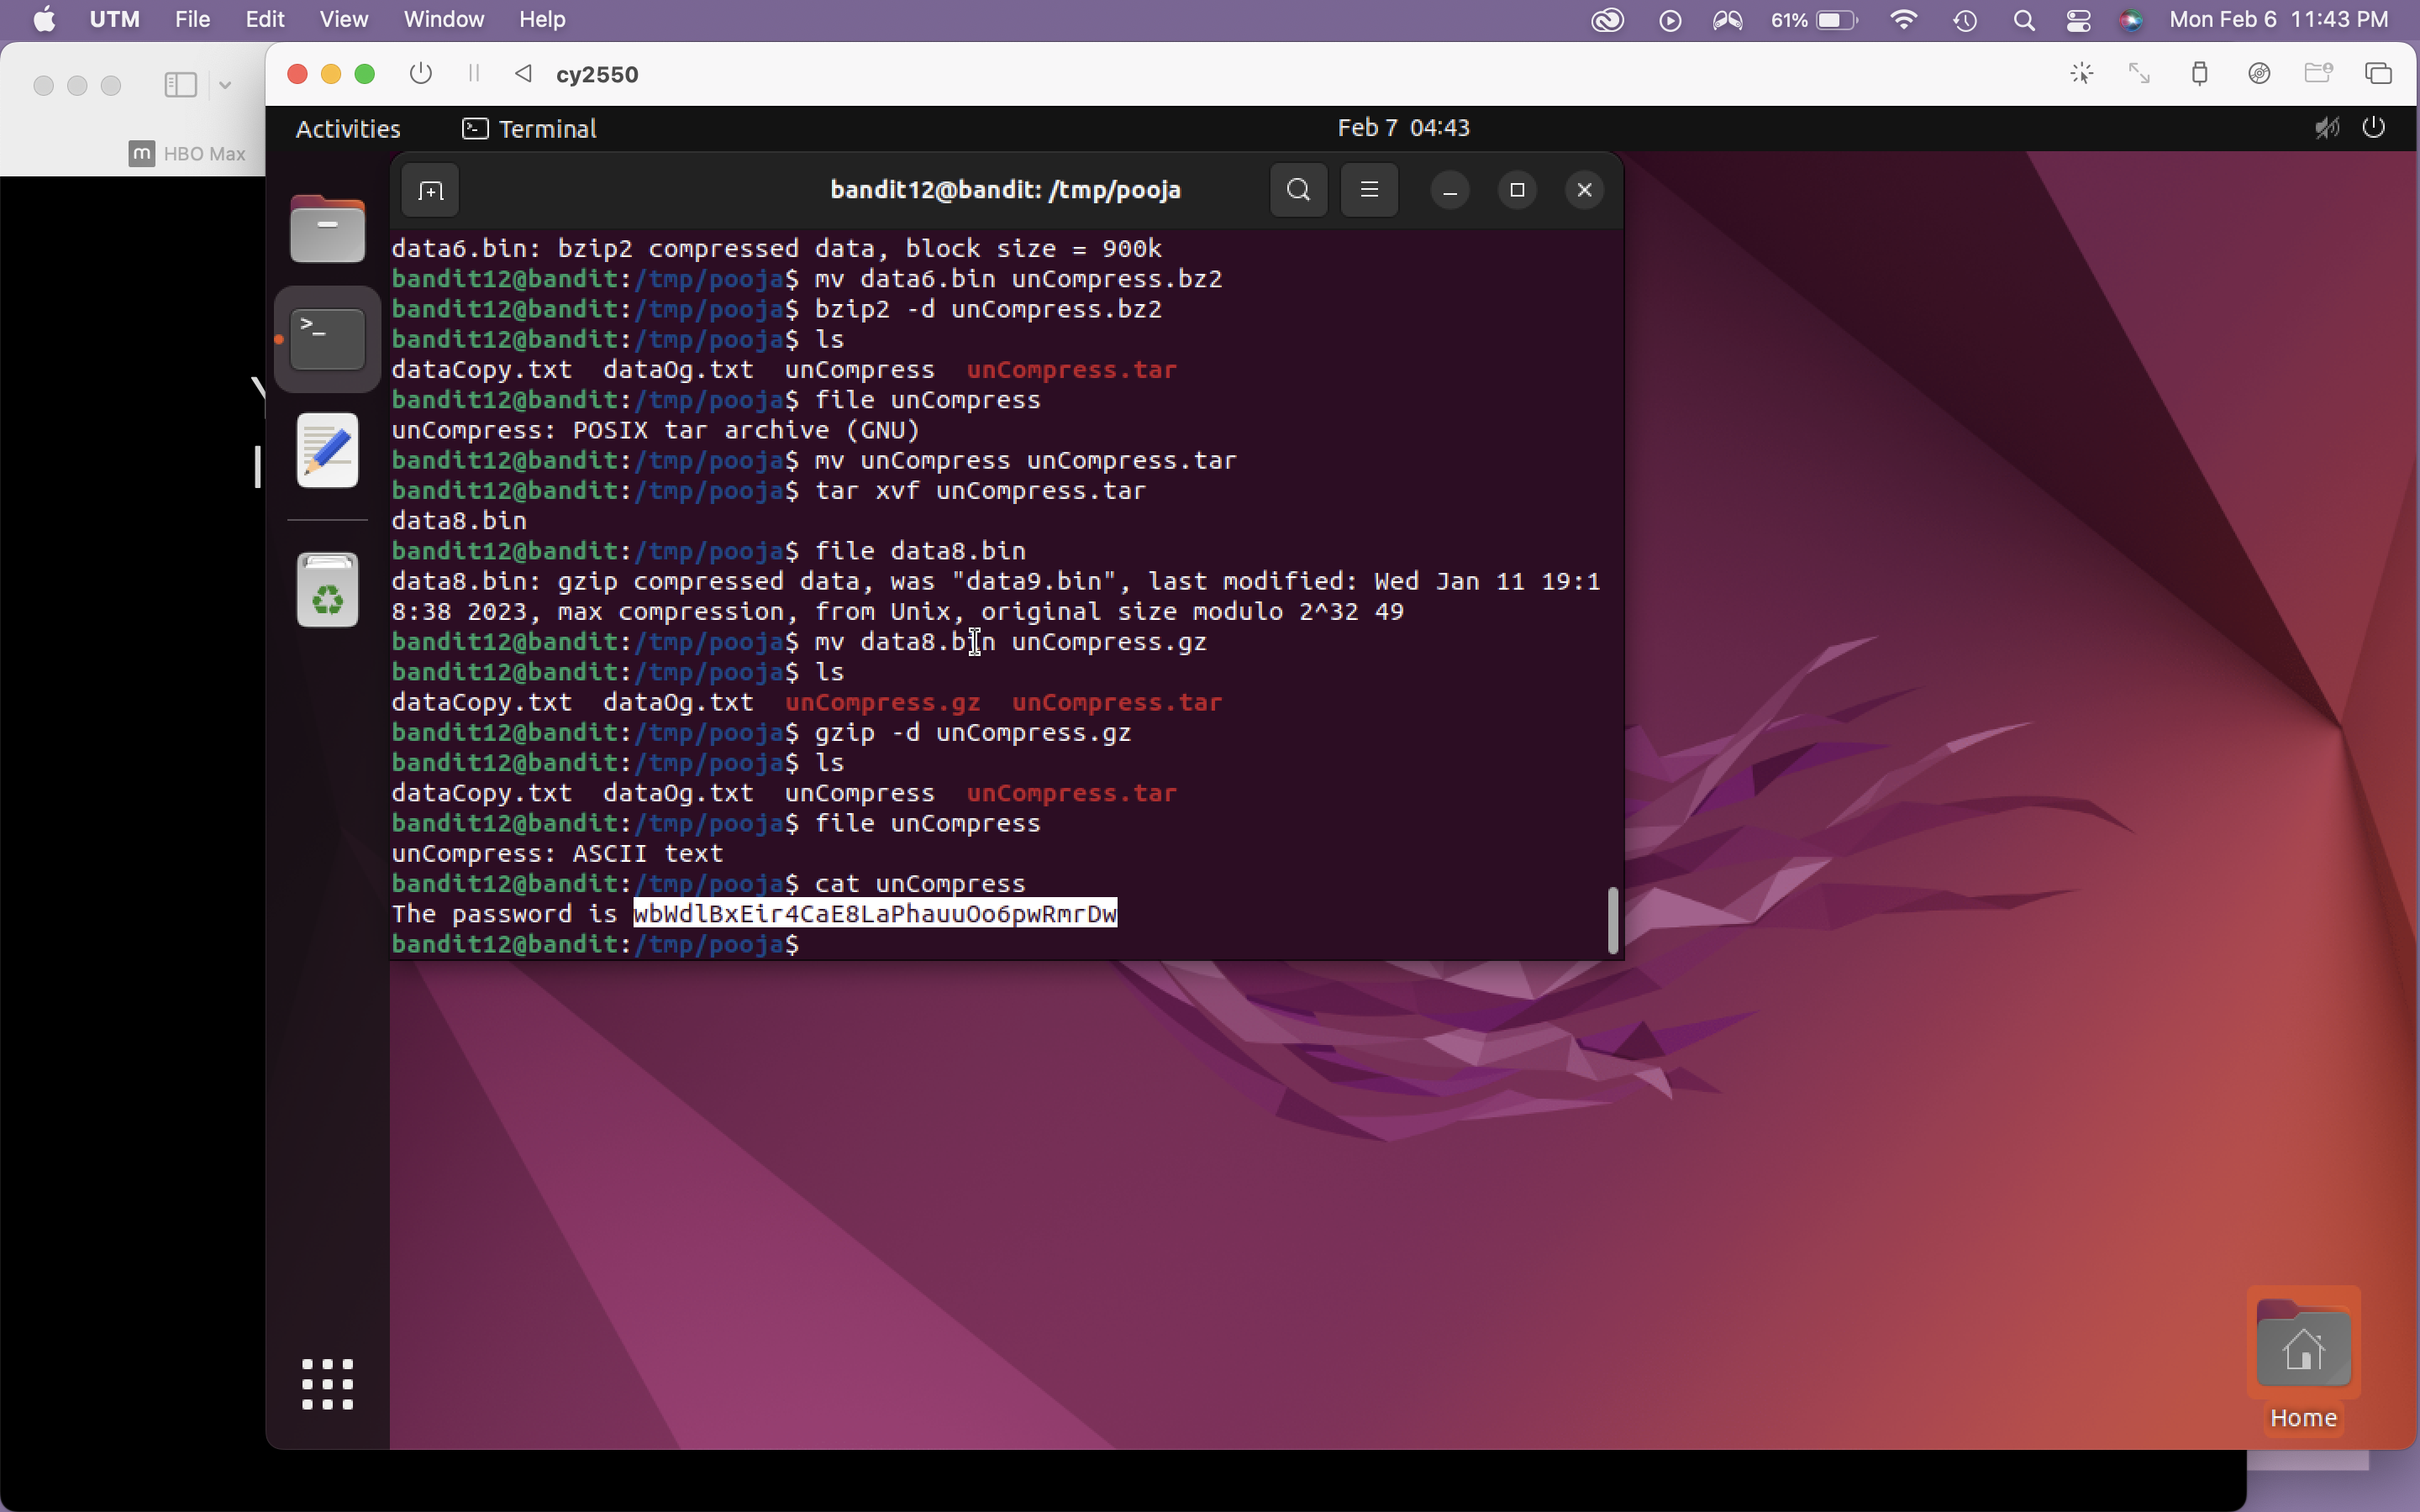 UTM File Edit View Window Help 61% Mon Feb 6 11:43 PM
cy2550
HBO Max
Activities Terminal Feb 7 04:43
bandit12@bandit: /tmp/pooja
data6.bin: bzip2 compressed data, block size = 900k
bandit12@bandit:/tmp/pooja$ mv data6.bin unCompress.bz2
bandit12@bandit:/tmp/pooja$ bzip2 -d unCompress.bz2
bandit12@bandit:/tmp/pooja$ ls
dataCopy.txt dataOg.txt unCompress unCompress.tar
bandit12@bandit:/tmp/pooja$ file unCompress
unCompress: POSIX tar archive (GNU)
bandit12@bandit:/tmp/pooja$ mv unCompress unCompress.tar
bandit12@bandit:/tmp/pooja$ tar xvf unCompress.tar
data8.bin
bandit12@bandit:/tmp/pooja$ file data8.bin
data8.bin: gzip compressed data, was "data9.bin", last modified: Wed Jan 11 19:1
8:38 2023, max compression, from Unix, original size modulo 2^32 49
bandit12@bandit:/tmp/pooja$ mv data8.bin unCompress.gz
bandit12@bandit:/tmp/pooja$ ls
dataCopy.txt dataOg.txt unCompress.gz unCompress.tar
bandit12@bandit:/tmp/pooja$ gzip -d unCompress.gz
bandit12@bandit:/tmp/pooja$ ls
dataCopy.txt dataOg.txt unCompress unCompress.tar
bandit12@bandit:/tmp/pooja$ file unCompress
unCompress: ASCII text
bandit12@bandit:/tmp/pooja$ cat unCompress
The password is wbWdlBxEir4CaE8LaPhauuOo6pwRmrDw
bandit12@bandit:/tmp/pooja$
Home